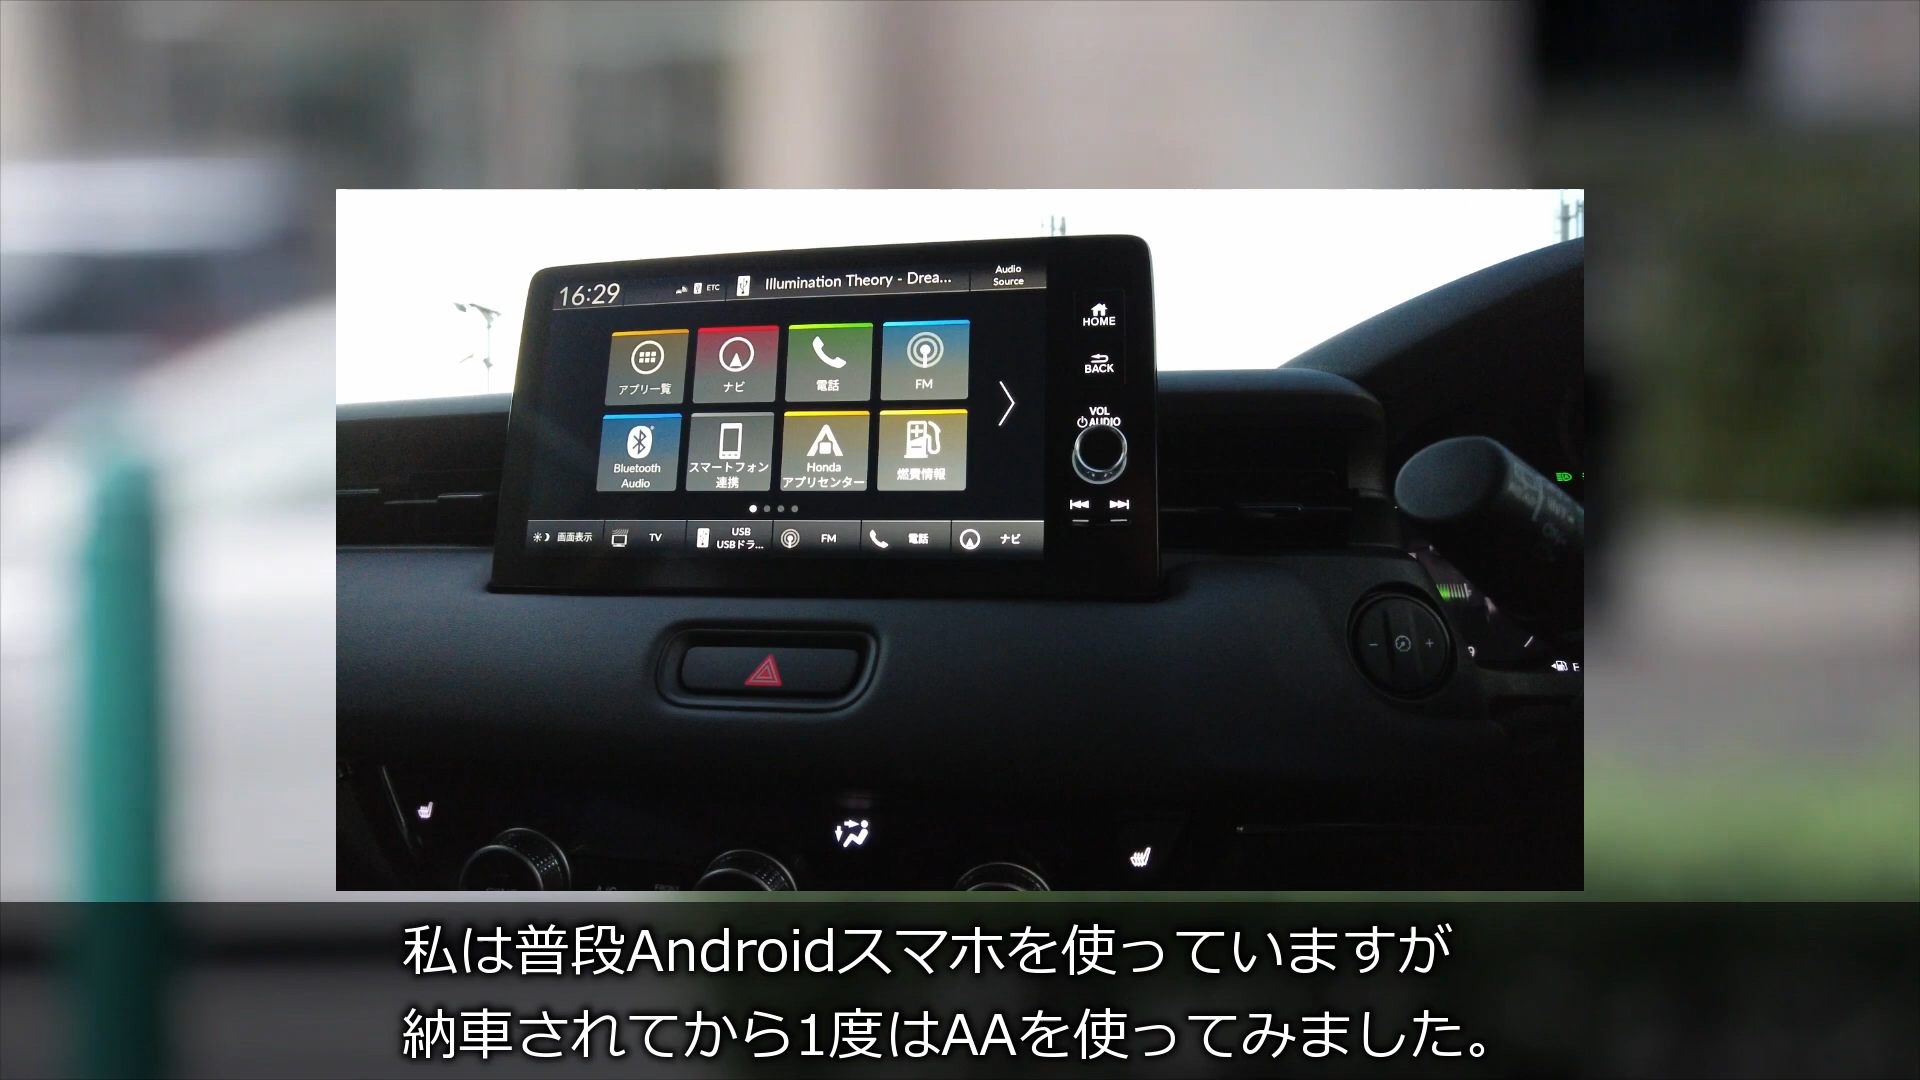 16:29
ETC
Illumination Theory - Drea...
Audio
Source
アプリ一覧
ナビ
電話
FM
Bluetooth
Audio
スマートフォン
連携
Honda
アプリセンター
燃費情報
画面表示
TV
USB
USBドラ...
FM
電話
ナビ
HOME
BACK
VOL
AUDIO
私は普段Androidスマホを使っていますが
納車されてから1度はAAを使ってみました。